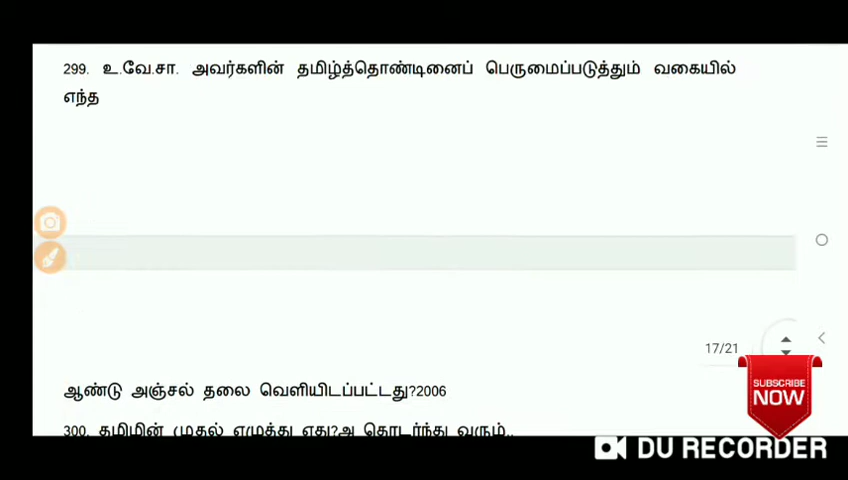 299. உ.வே.சா. அவர்களின் தமிழ்த்தொண்டினைப் பெருமைப்படுத்தும் வகையில்
எந்த
17/21
ஆண்டு அஞ்சல் தலை வெளியிடப்பட்டது?2006
SUBSCRIBE
NOW
300. தமிழின் முதல் எழுத்து எது?அ தொடர்ந்து வரும்..
DU RECORDER